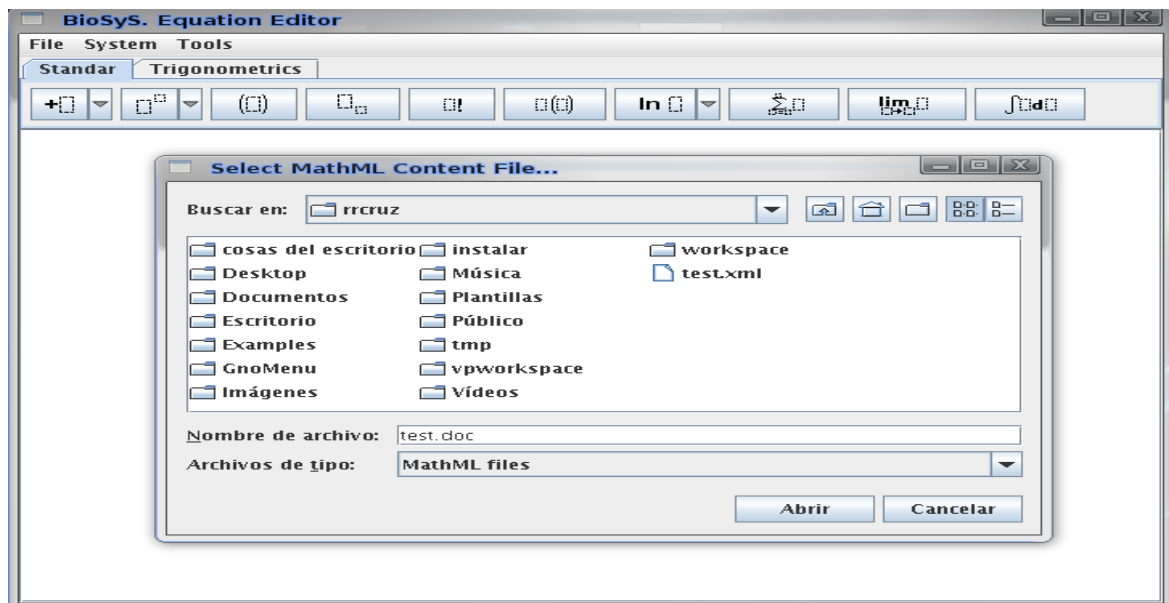 BioSyS. Equation Editor
File System Tools
Standar Trigonometrics
+ () ! () ln Σ lim ∫ d
Select MathML Content File...
Buscar en: rrcruz
cosas del escritorio instalar workspace
Desktop Música test.xml
Documentos Plantillas
Escritorio Público
Examples tmp
GnoMenu vpworkspace
Imágenes Vídeos
Nombre de archivo: test.doc
Archivos de tipo: MathML files
Abrir Cancelar